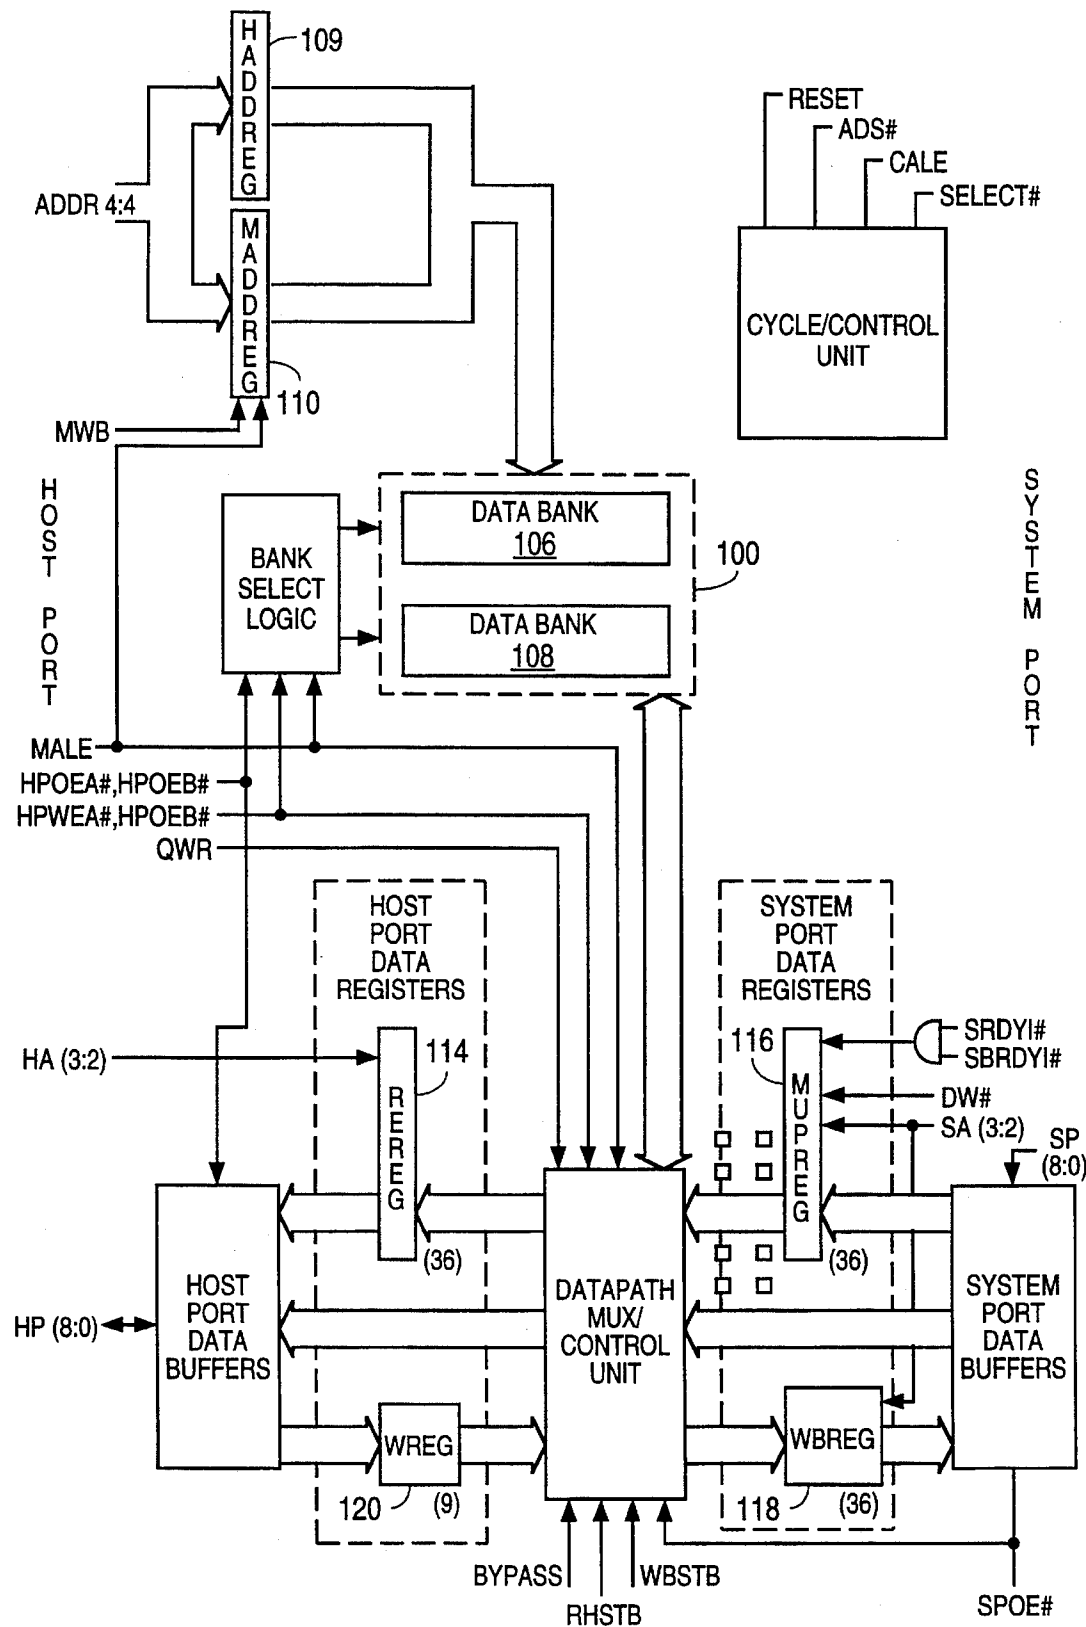 HADDREG
109
RESET
ADS#
CALE
SELECT#
ADDR 4:4
MADDREG
110
CYCLE/CONTROL
UNIT
MWB
HOST PORT
SYSTEM PORT
DATA BANK
106
BANK
SELECT
LOGIC
100
DATA BANK
108
MALE
HPOEA#,HPOEB#
HPWEA#,HPOEB#
QWR
HOST
PORT
DATA
REGISTERS
SYSTEM
PORT
DATA
REGISTERS
HA (3:2)
114
REREG
116
MUPREG
SRDYI#
SBRDYI#
DW#
SA (3:2)
SP
(8:0)
(36)
(36)
HOST
PORT
DATA
BUFFERS
HP (8:0)
DATAPATH
MUX/
CONTROL
UNIT
SYSTEM
PORT
DATA
BUFFERS
WREG
120
(9)
WBREG
118
(36)
BYPASS
RHSTB
WBSTB
SPOE#